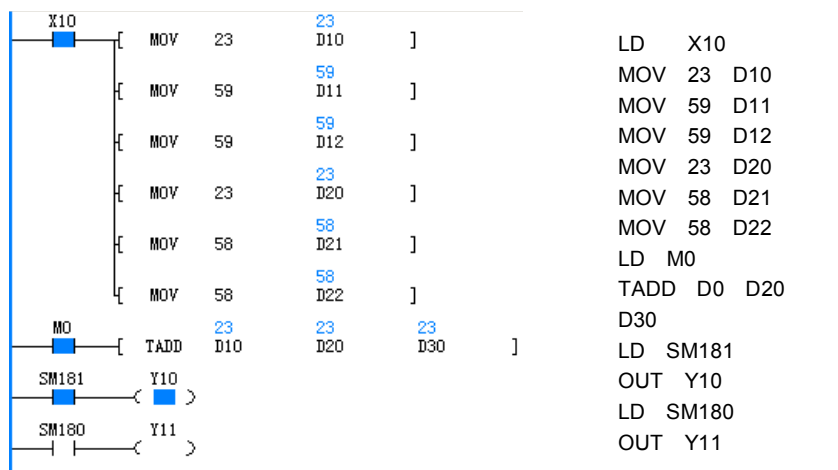 X10
23
[ MOV 23 D10 ]
59
[ MOV 59 D11 ]
59
[ MOV 59 D12 ]
23
[ MOV 23 D20 ]
58
[ MOV 58 D21 ]
58
[ MOV 58 D22 ]
M0 23 23 23
[ TADD D10 D20 D30 ]
SM181 Y10
SM180 Y11
LD X10
MOV 23 D10
MOV 59 D11
MOV 59 D12
MOV 23 D20
MOV 58 D21
MOV 58 D22
LD M0
TADD D0 D20
D30
LD SM181
OUT Y10
LD SM180
OUT Y11